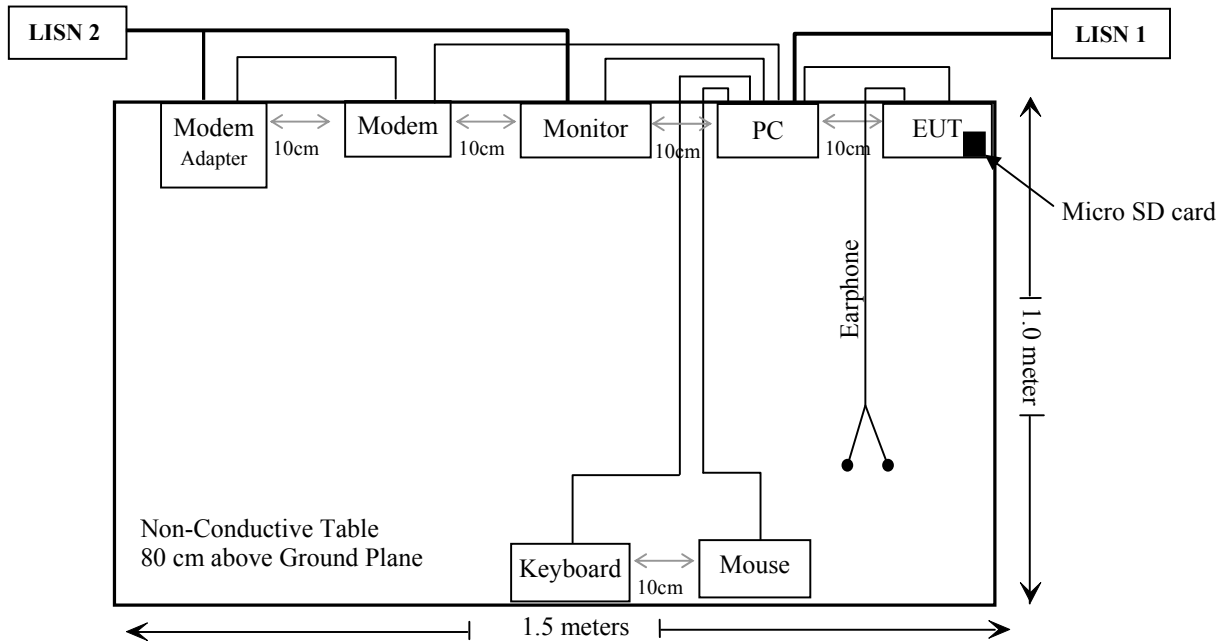 LISN 2
LISN 1
Modem
Adapter
10cm
Modem
10cm
Monitor
10cm
PC
10cm
EUT
Micro SD card
Earphone
1.0 meter
Non-Conductive Table
80 cm above Ground Plane
Keyboard
10cm
Mouse
1.5 meters